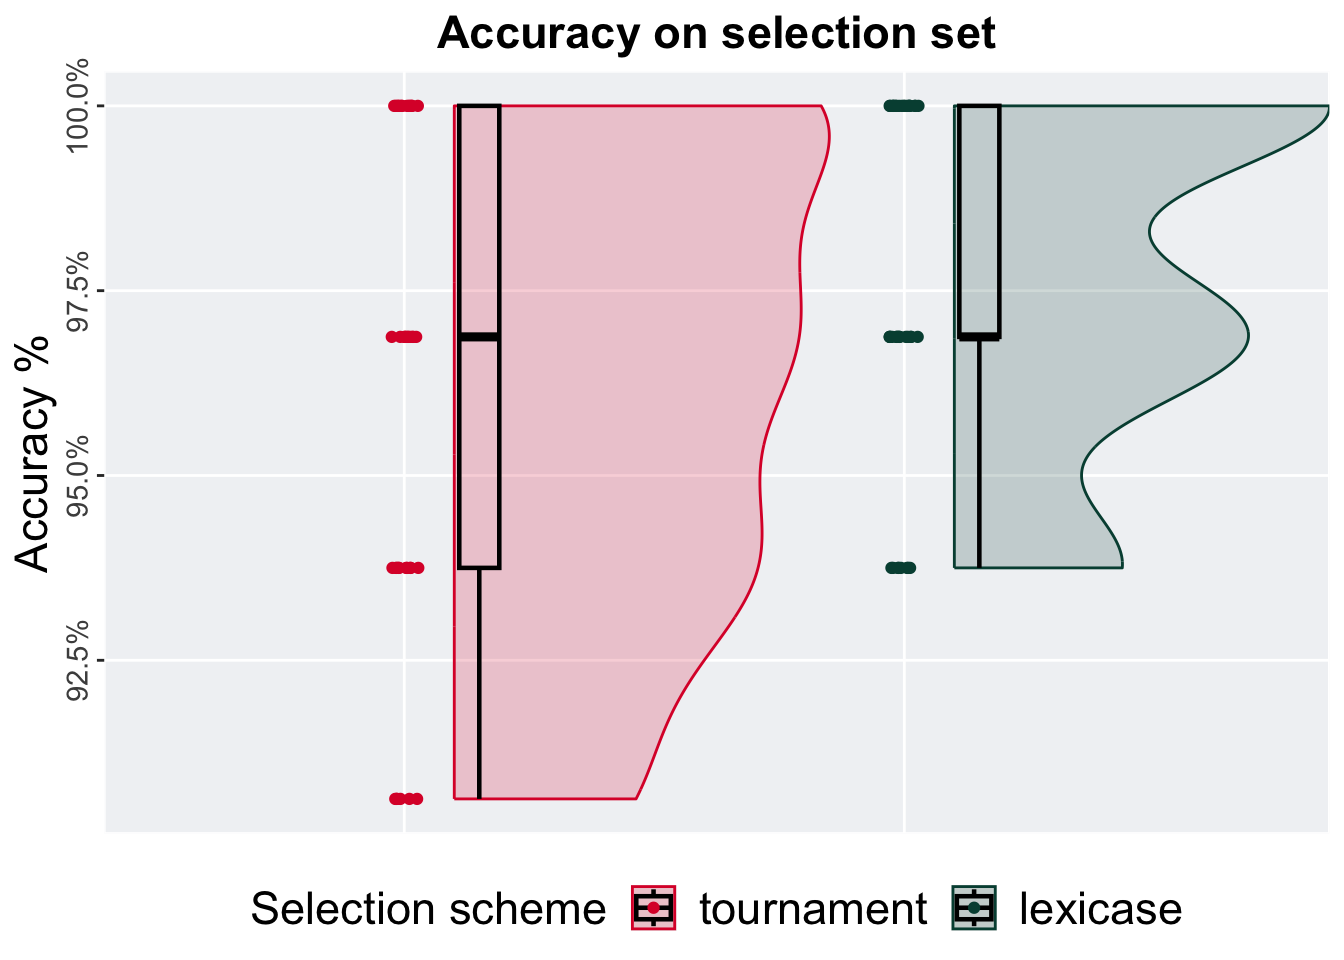 Accuracy on selection set
Accuracy %
100.0%
97.5%
95.0%
92.5%
Selection scheme tournament lexicase